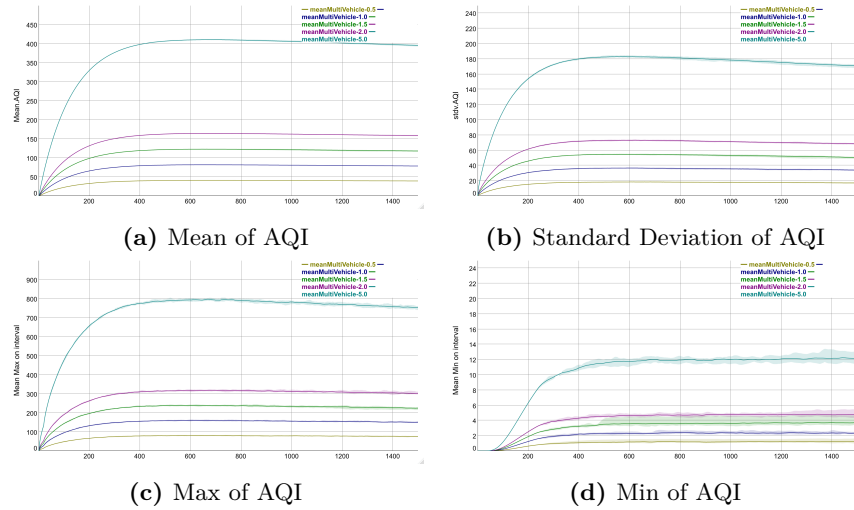 meanMultiVehicle-0.5
meanMultiVehicle-1.0
meanMultiVehicle-1.5
meanMultiVehicle-2.0
meanMultiVehicle-5.0
Mean.AQI
450
400
350
300
250
200
150
100
50
0
200 400 600 800 1000 1200 1400
(a) Mean of AQI
meanMultiVehicle-0.5
meanMultiVehicle-1.0
meanMultiVehicle-1.5
meanMultiVehicle-2.0
meanMultiVehicle-5.0
stdv.AQI
240
220
200
180
160
140
120
100
80
60
40
20
0
200 400 600 800 1000 1200 1400
(b) Standard Deviation of AQI
meanMultiVehicle-0.5
meanMultiVehicle-1.0
meanMultiVehicle-1.5
meanMultiVehicle-2.0
meanMultiVehicle-5.0
Mean Max on interval
900
800
700
600
500
400
300
200
100
0
200 400 600 800 1000 1200 1400
(c) Max of AQI
meanMultiVehicle-0.5
meanMultiVehicle-1.0
meanMultiVehicle-1.5
meanMultiVehicle-2.0
meanMultiVehicle-5.0
Mean Min on interval
24
22
20
18
16
14
12
10
8
6
4
2
0
200 400 600 800 1000 1200 1400
(d) Min of AQI